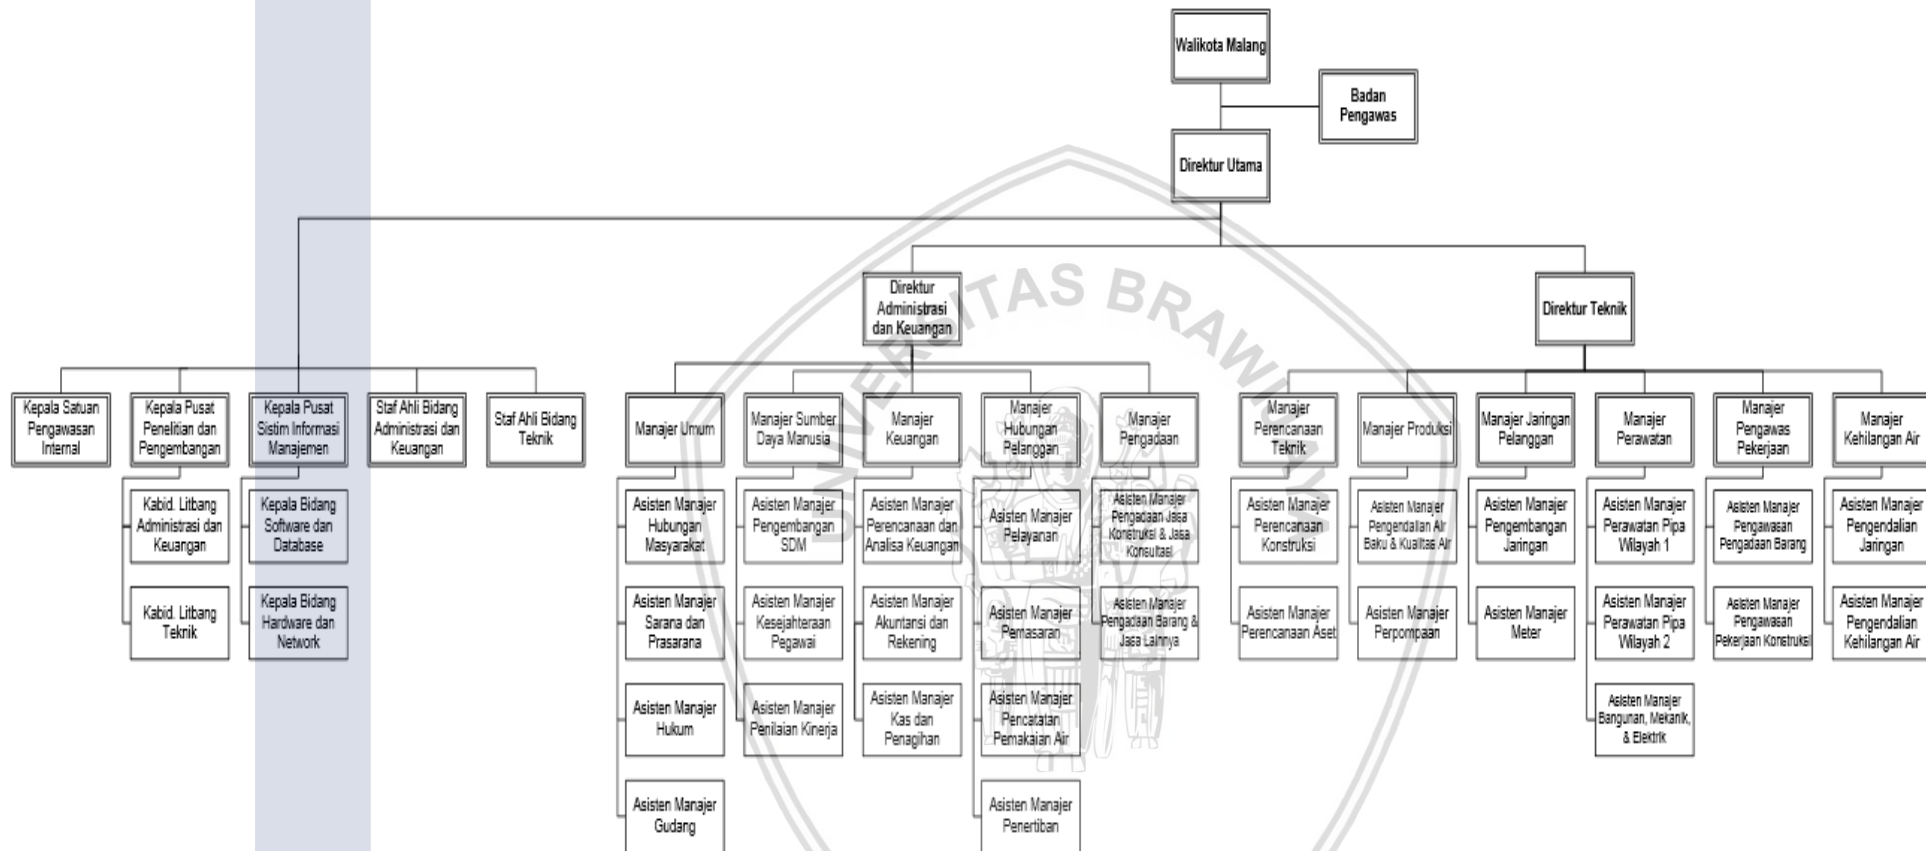 Walikota Malang
Badan
Pengawas
Direktur Utama
Direktur
Administrasi
dan Keuangan
Direktur Teknik
Kepala Satuan
Pengawasan
Internal
Kepala Pusat
Penelitian dan
Pengembangan
Kepala Pusat
Sistim Informasi
Manajemen
Staf Ahli Bidang
Administrasi dan
Keuangan
Staf Ahli Bidang
Teknik
Manajer Umum
Manajer Sumber
Daya Manusia
Manajer
Keuangan
Manajer
Hubungan
Pelanggan
Manajer
Pengadaan
Manajer
Perencanaan
Teknik
Manajer Produksi
Manajer Jaringan
Pelanggan
Manajer
Perawatan
Manajer
Pengawas
Pekerjaan
Manajer
Kehilangan Air
Kabid. Litbang
Administrasi dan
Keuangan
Kepala Bidang
Software dan
Database
Asisten Manajer
Hubungan
Masyarakat
Asisten Manajer
Pengembangan
SDM
Asisten Manajer
Perencanaan dan
Analisa Keuangan
Asisten Manajer
Pelayanan
Asisten Manajer
Pengadaan Jasa
Konstruksi & Jasa
Konsultasi
Asisten Manajer
Perencanaan
Konstruksi
Asisten Manajer
Pengendalian Air
Baku & Kualitas Air
Asisten Manajer
Pengembangan
Jaringan
Asisten Manajer
Perawatan Pipa
Wilayah 1
Asisten Manajer
Pengawasan
Pengadaan Barang
Asisten Manajer
Pengendalian
Jaringan
Kabid. Litbang
Teknik
Kepala Bidang
Hardware dan
Network
Asisten Manajer
Sarana dan
Prasarana
Asisten Manajer
Kesejahteraan
Pegawai
Asisten Manajer
Akuntansi dan
Rekening
Asisten Manajer
Pemasaran
Asisten Manajer
Pengadaan Barang &
Jasa Lainnya
Asisten Manajer
Perencanaan Aset
Asisten Manajer
Perpompaan
Asisten Manajer
Meter
Asisten Manajer
Perawatan Pipa
Wilayah 2
Asisten Manajer
Pengawasan
Pekerjaan Konstruksi
Asisten Manajer
Pengendalian
Kehilangan Air
Asisten Manajer
Hukum
Asisten Manajer
Penilaian Kinerja
Asisten Manajer
Kas dan
Penagihan
Asisten Manajer
Pencatatan
Pemakaian Air
Asisten Manajer
Bangunan, Mekanik,
& Elektrik
Asisten Manajer
Gudang
Asisten Manajer
Penertiban
UNIVERSITAS BRAWIJAYA